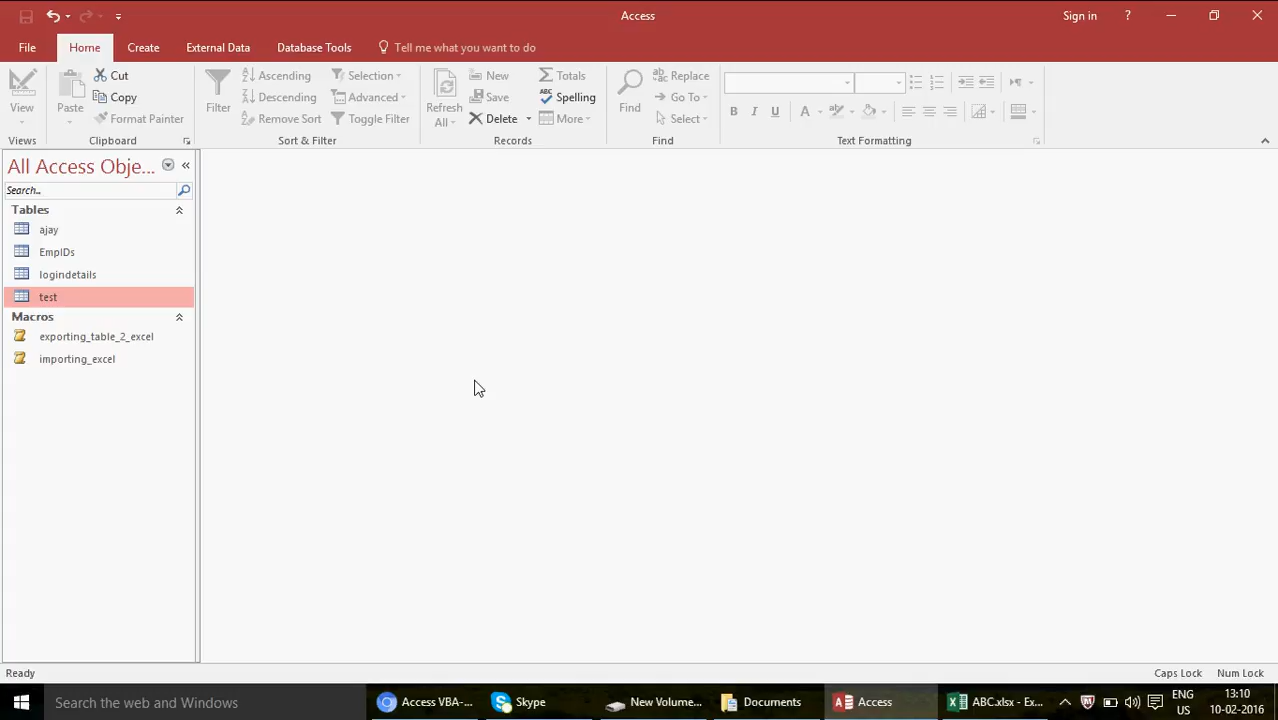 Access
Sign in
?
File
Home
Create
External Data
Database Tools
Tell me what you want to do
View
Paste
Cut
Copy
Format Painter
Filter
Ascending
Descending
Remove Sort
Selection
Advanced
Toggle Filter
Refresh
All
New
Save
Delete
Totals
Spelling
More
Find
Replace
Go To
Select
B I U A
Views
Clipboard
Sort & Filter
Records
Find
Text Formatting
All Access Obje...
Search...
Tables
ajay
EmpIDs
logindetails
test
Macros
exporting_table_2_excel
importing_excel
Ready
Caps Lock
Num Lock
Search the web and Windows
Access VBA-...
Skype
New Volume...
Documents
Access
ABC.xlsx - Ex...
ENG
US
13:10
10-02-2016